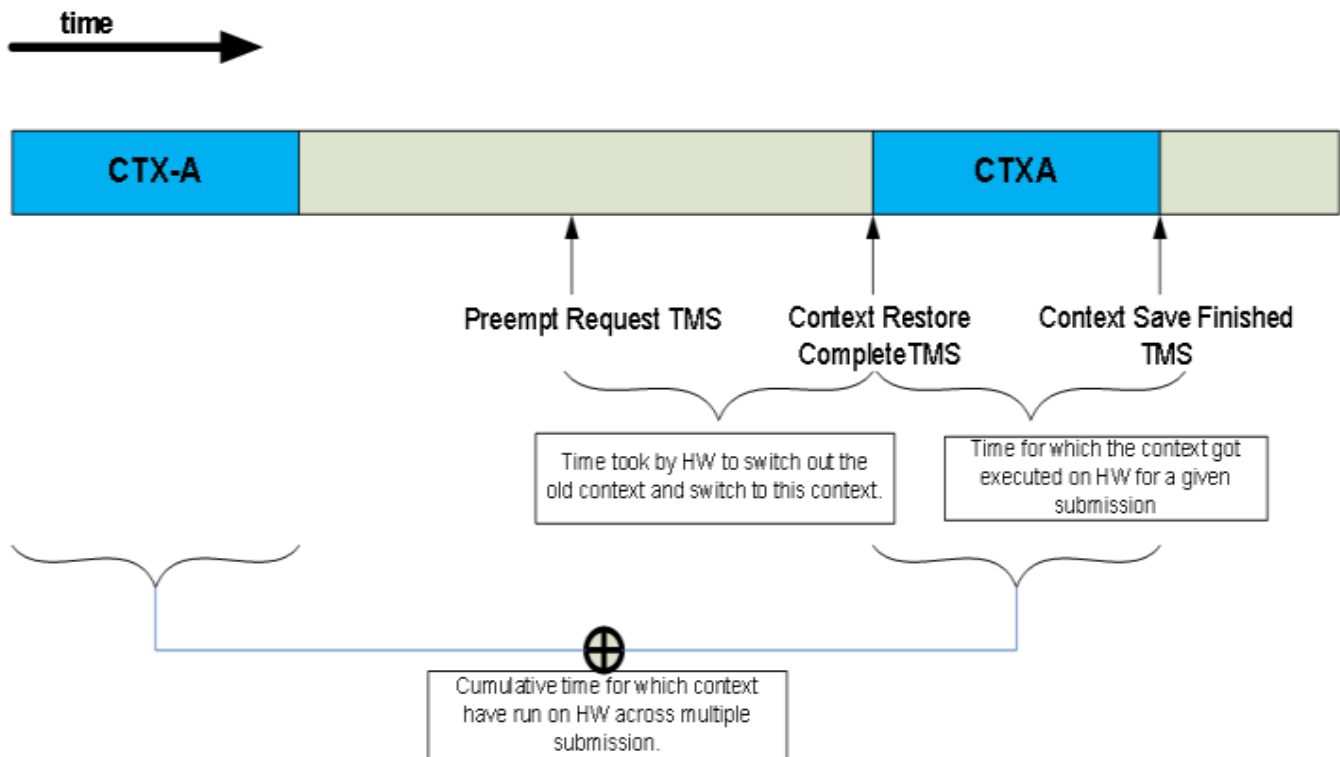 time
CTX-A
CTXA
Preempt Request TMS
Context Restore
CompleteTMS
Context Save Finished
TMS
Time took by HW to switch out the
old context and switch to this context.
Time for which the context got
executed on HW for a given
submission
Cumulative time for which context
have run on HW across multiple
submission.